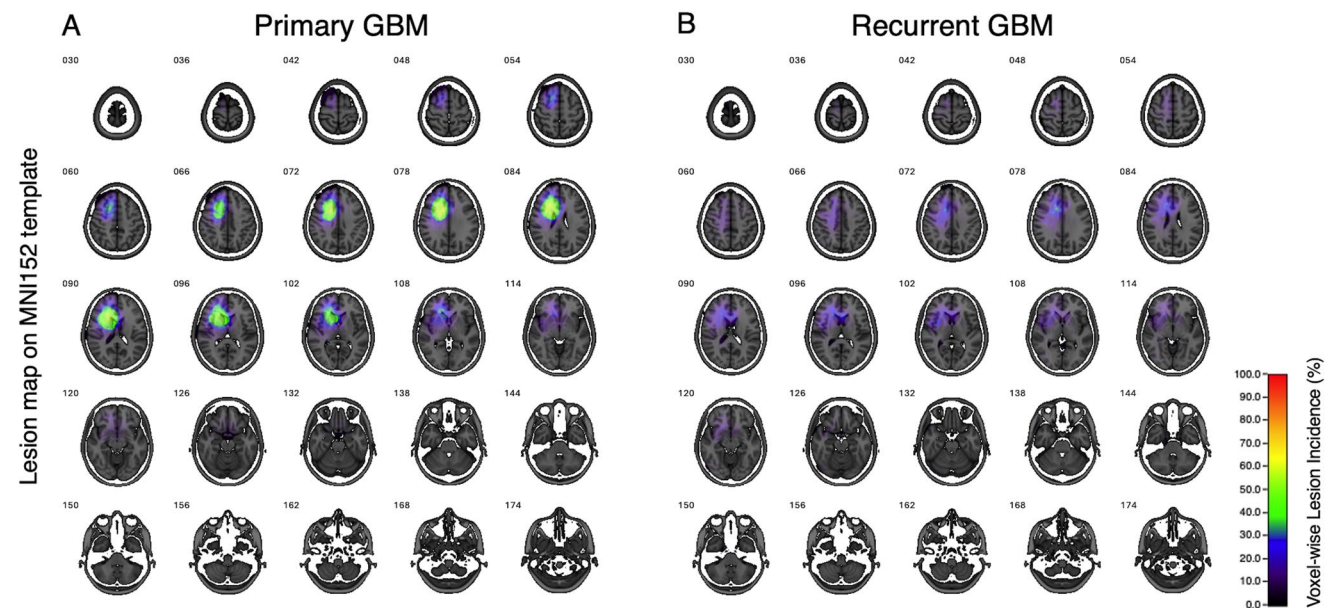 A Primary GBM B Recurrent GBM
030 036 042 048 054 030 036 042 048 054
060 066 072 078 084 060 066 072 078 084
090 096 102 108 114 090 096 102 108 114
120 126 132 138 144 120 126 132 138 144
150 156 162 168 174 150 156 162 168 174
Lesion map on MNI152 template
100.0
90.0
80.0
70.0
60.0
50.0
40.0
30.0
20.0
10.0
0.0
Voxel-wise Lesion Incidence (%)